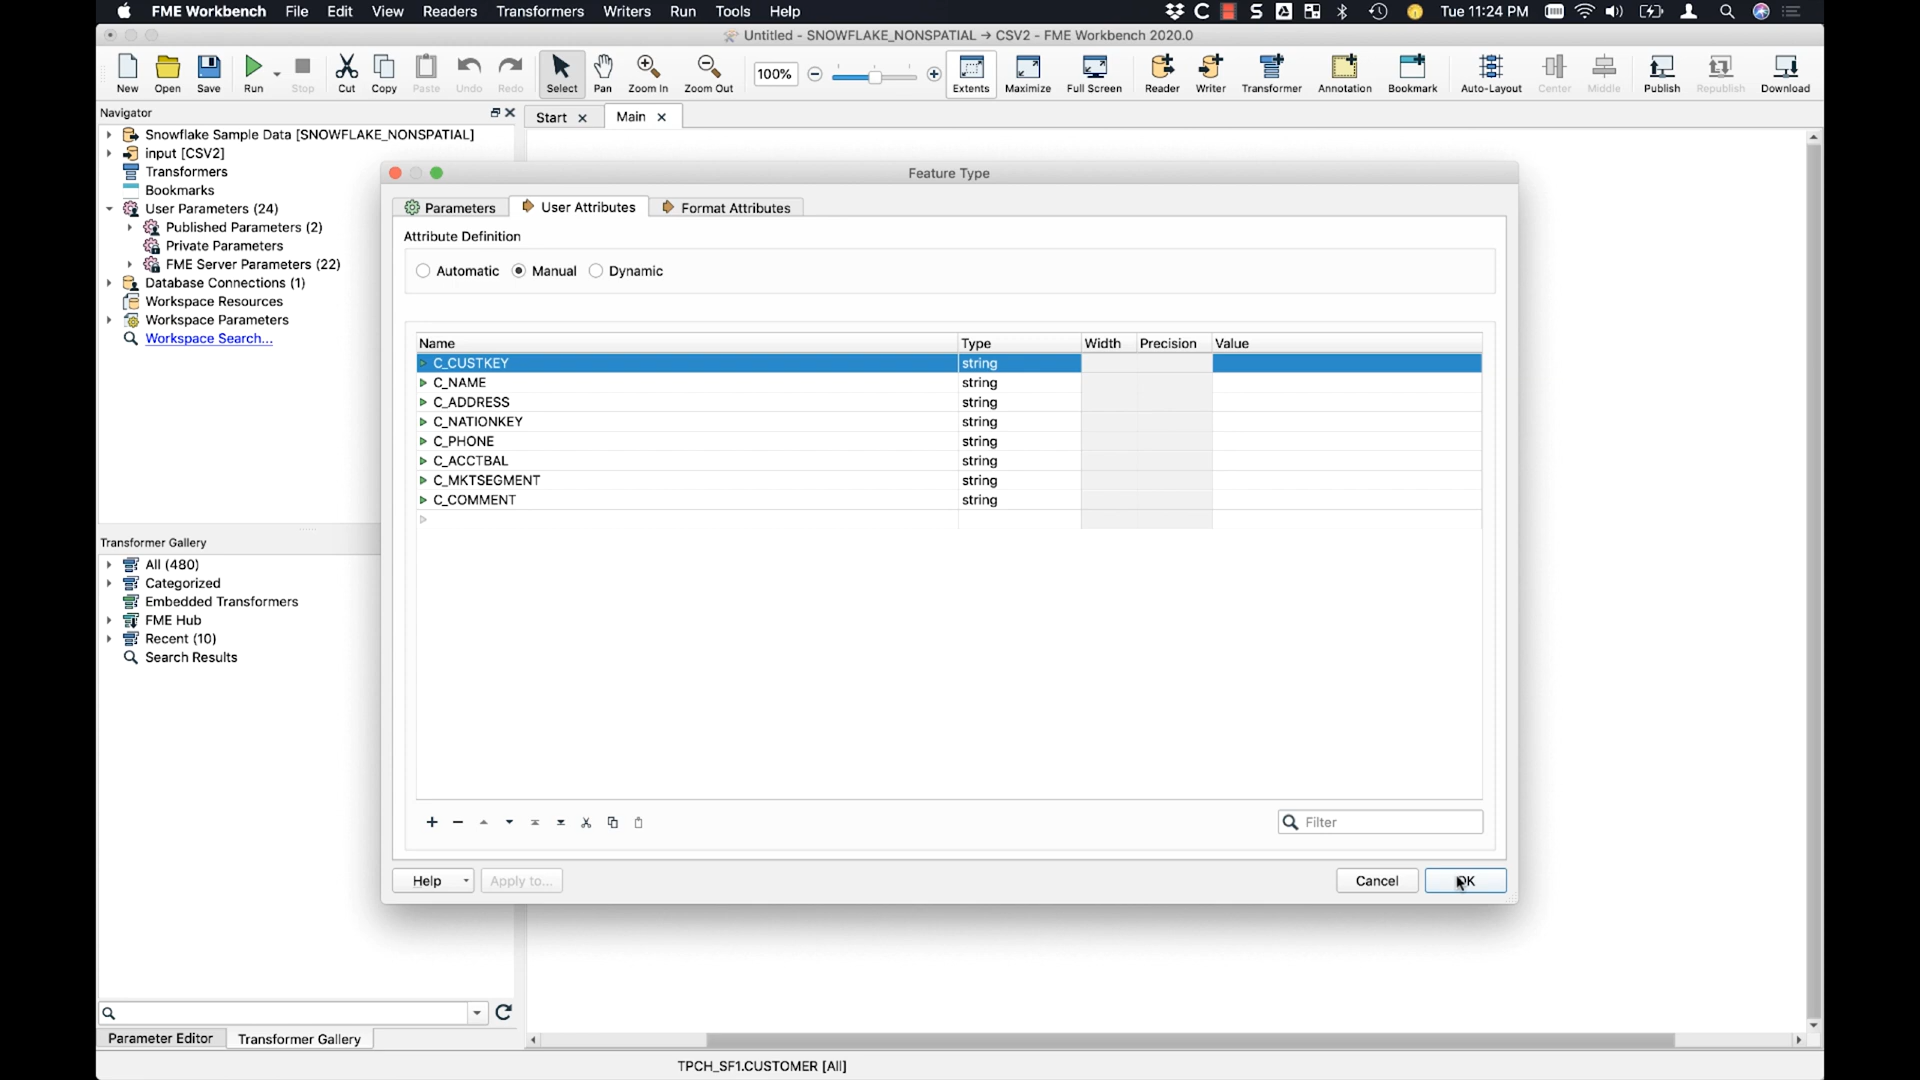 FME Workbench File Edit View Readers Transformers Writers Run Tools Help Tue 11:24 PM
Untitled - SNOWFLAKE_NONSPATIAL → CSV2 - FME Workbench 2020.0
100%
New Open Save Run Stop Cut Copy Paste Undo Redo Select Pan Zoom In Zoom Out Extents Maximize Full Screen Reader Writer Transformer Annotation Bookmark Auto-Layout Center Middle Publish Republish Download
Navigator
Start Main
Snowflake Sample Data [SNOWFLAKE_NONSPATIAL]
input [CSV2]
Transformers
Bookmarks
User Parameters (24)
Published Parameters (2)
Private Parameters
FME Server Parameters (22)
Database Connections (1)
Workspace Resources
Workspace Parameters
Workspace Search...
Transformer Gallery
All (480)
Categorized
Embedded Transformers
FME Hub
Recent (10)
Search Results
Parameter Editor Transformer Gallery
Feature Type
Parameters User Attributes Format Attributes
Attribute Definition
Automatic Manual Dynamic
Name Type Width Precision Value
C_CUSTKEY string
C_NAME string
C_ADDRESS string
C_NATIONKEY string
C_PHONE string
C_ACCTBAL string
C_MKTSEGMENT string
C_COMMENT string
Filter
Help Apply to... Cancel OK
TPCH_SF1.CUSTOMER [All]